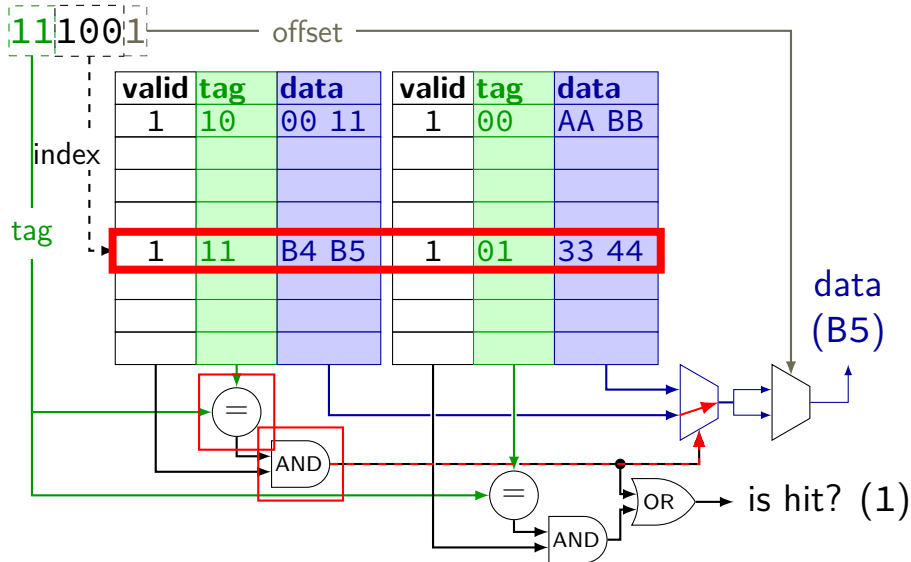 111001
offset
valid tag data valid tag data
1 10 00 11 1 00 AA BB
index
tag
1 11 B4 B5 1 01 33 44
data
(B5)
=
AND
=
OR
is hit? (1)
AND